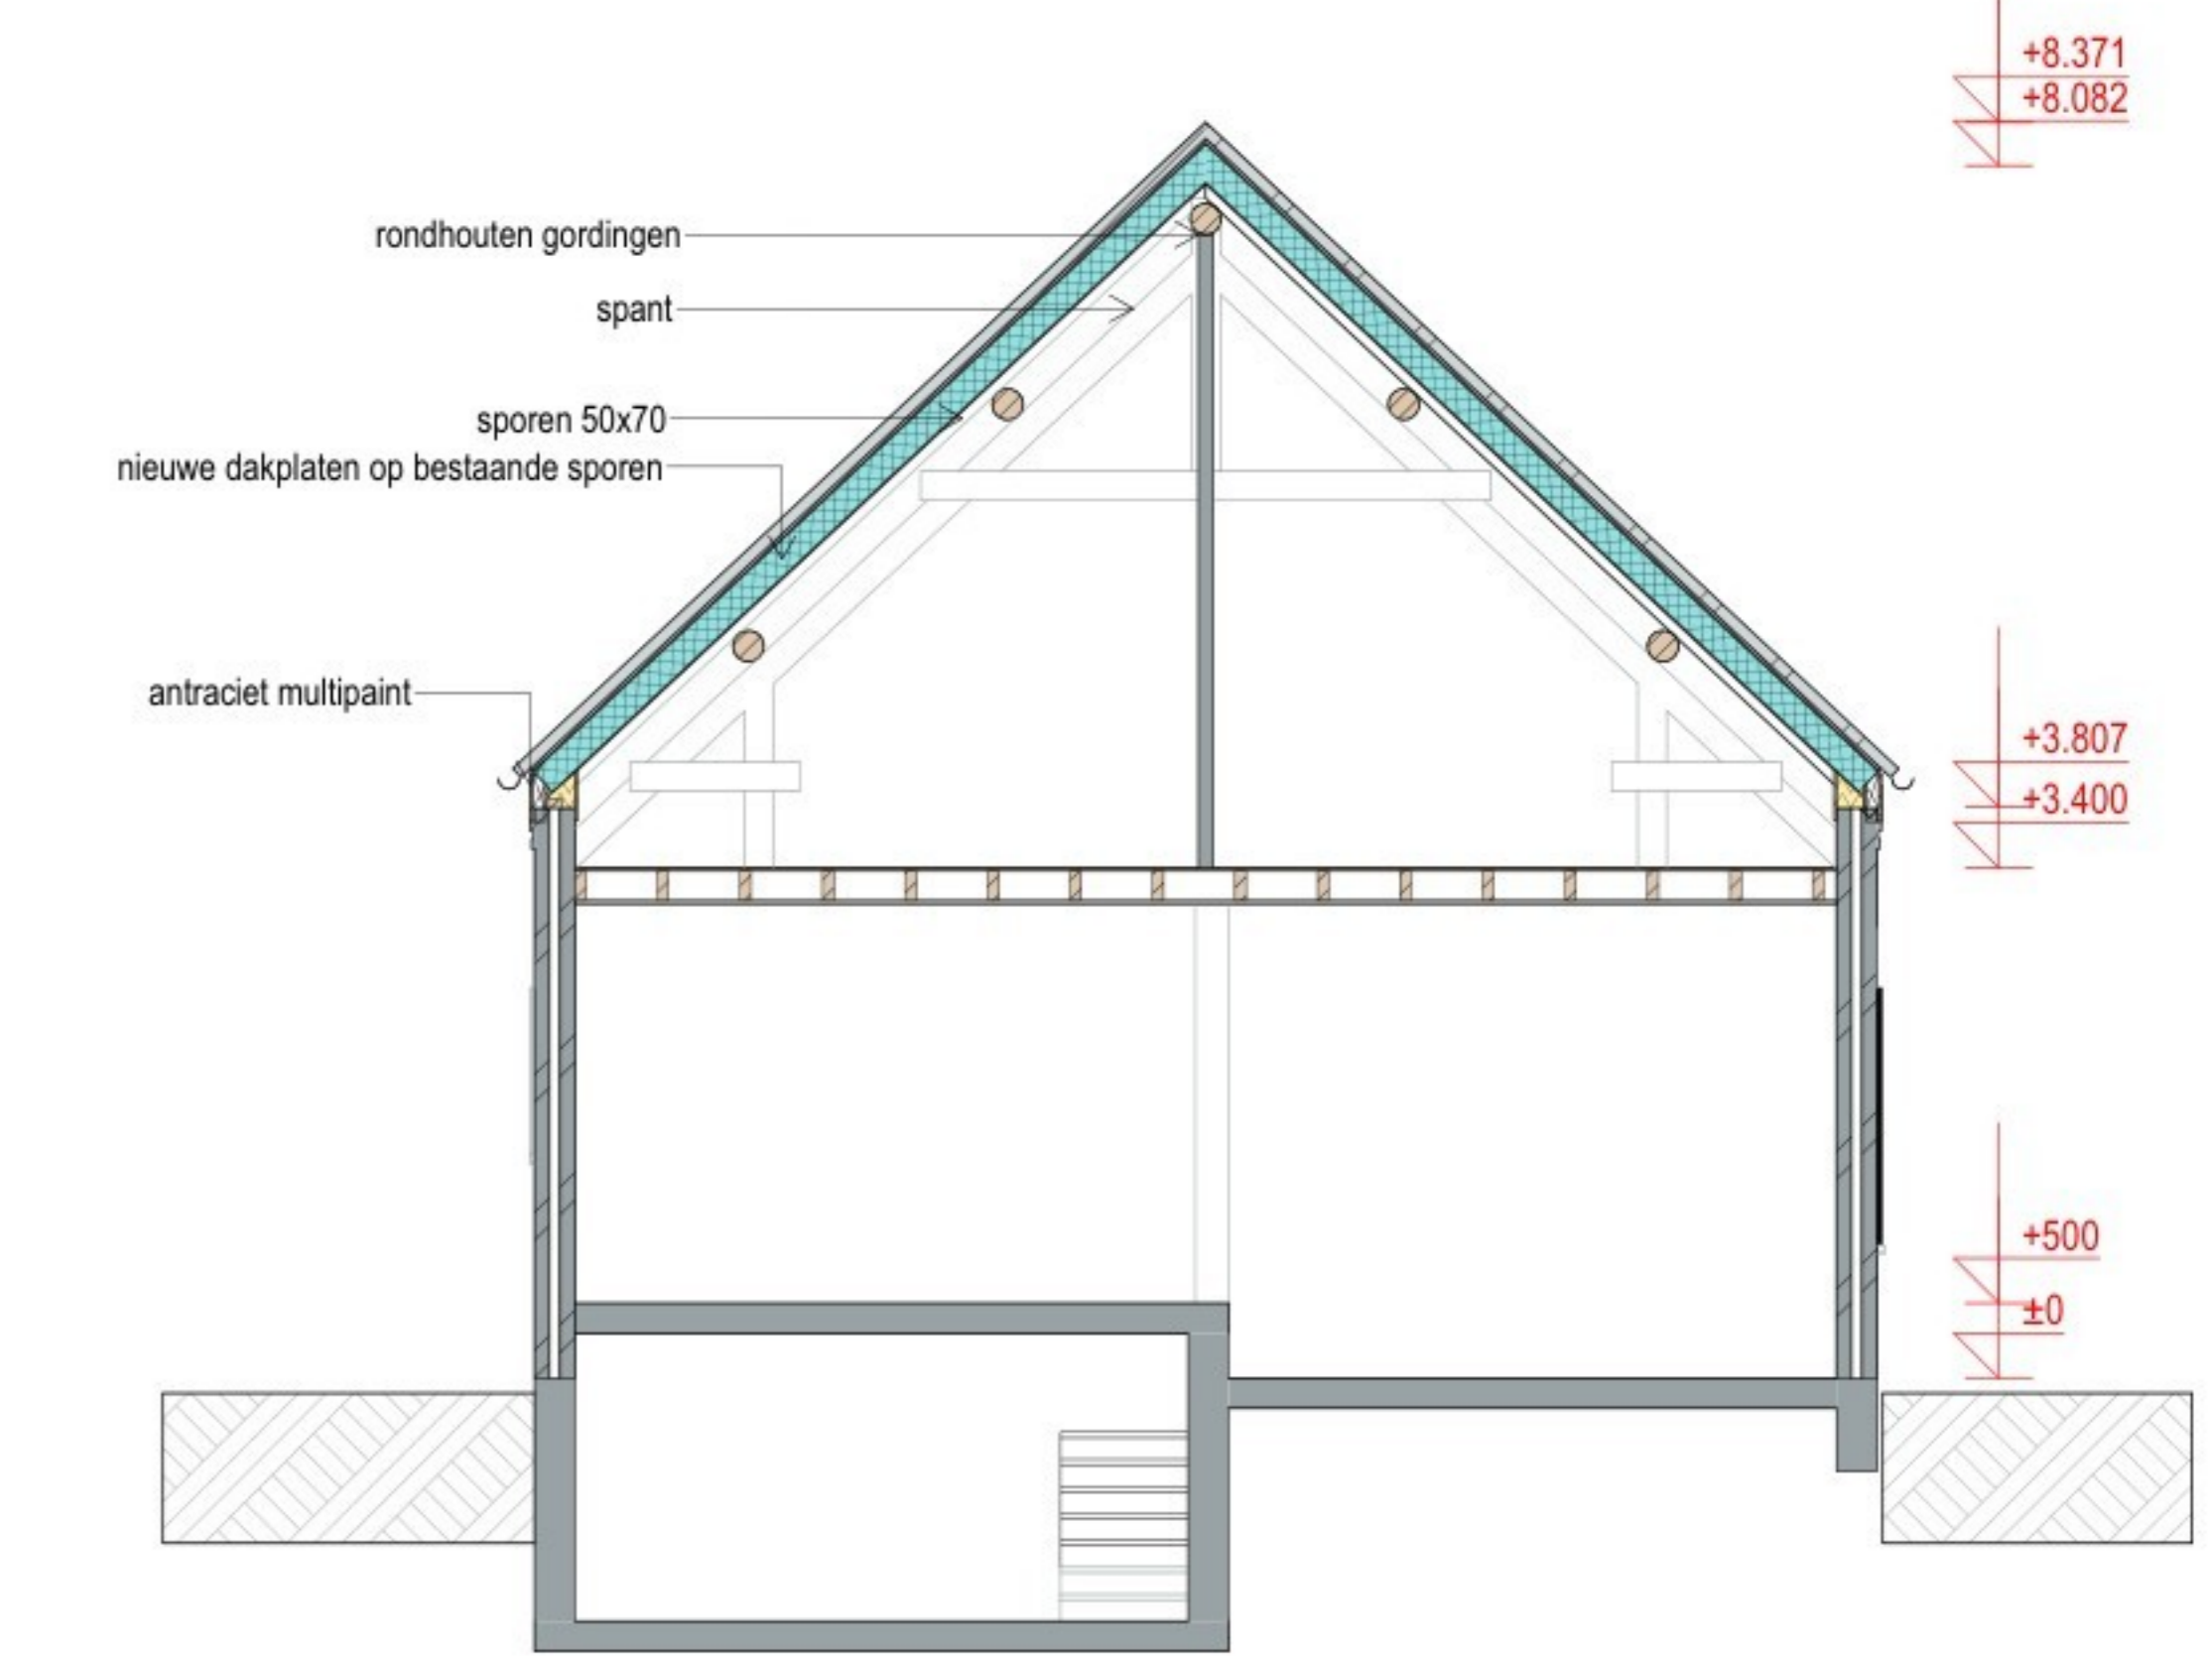 +8.371
+8.082
rondhouten gordingen
spant
sporen 50x70
nieuwe dakplaten op bestaande sporen
antraciet multipaint
+3.807
+3.400
+500
±0